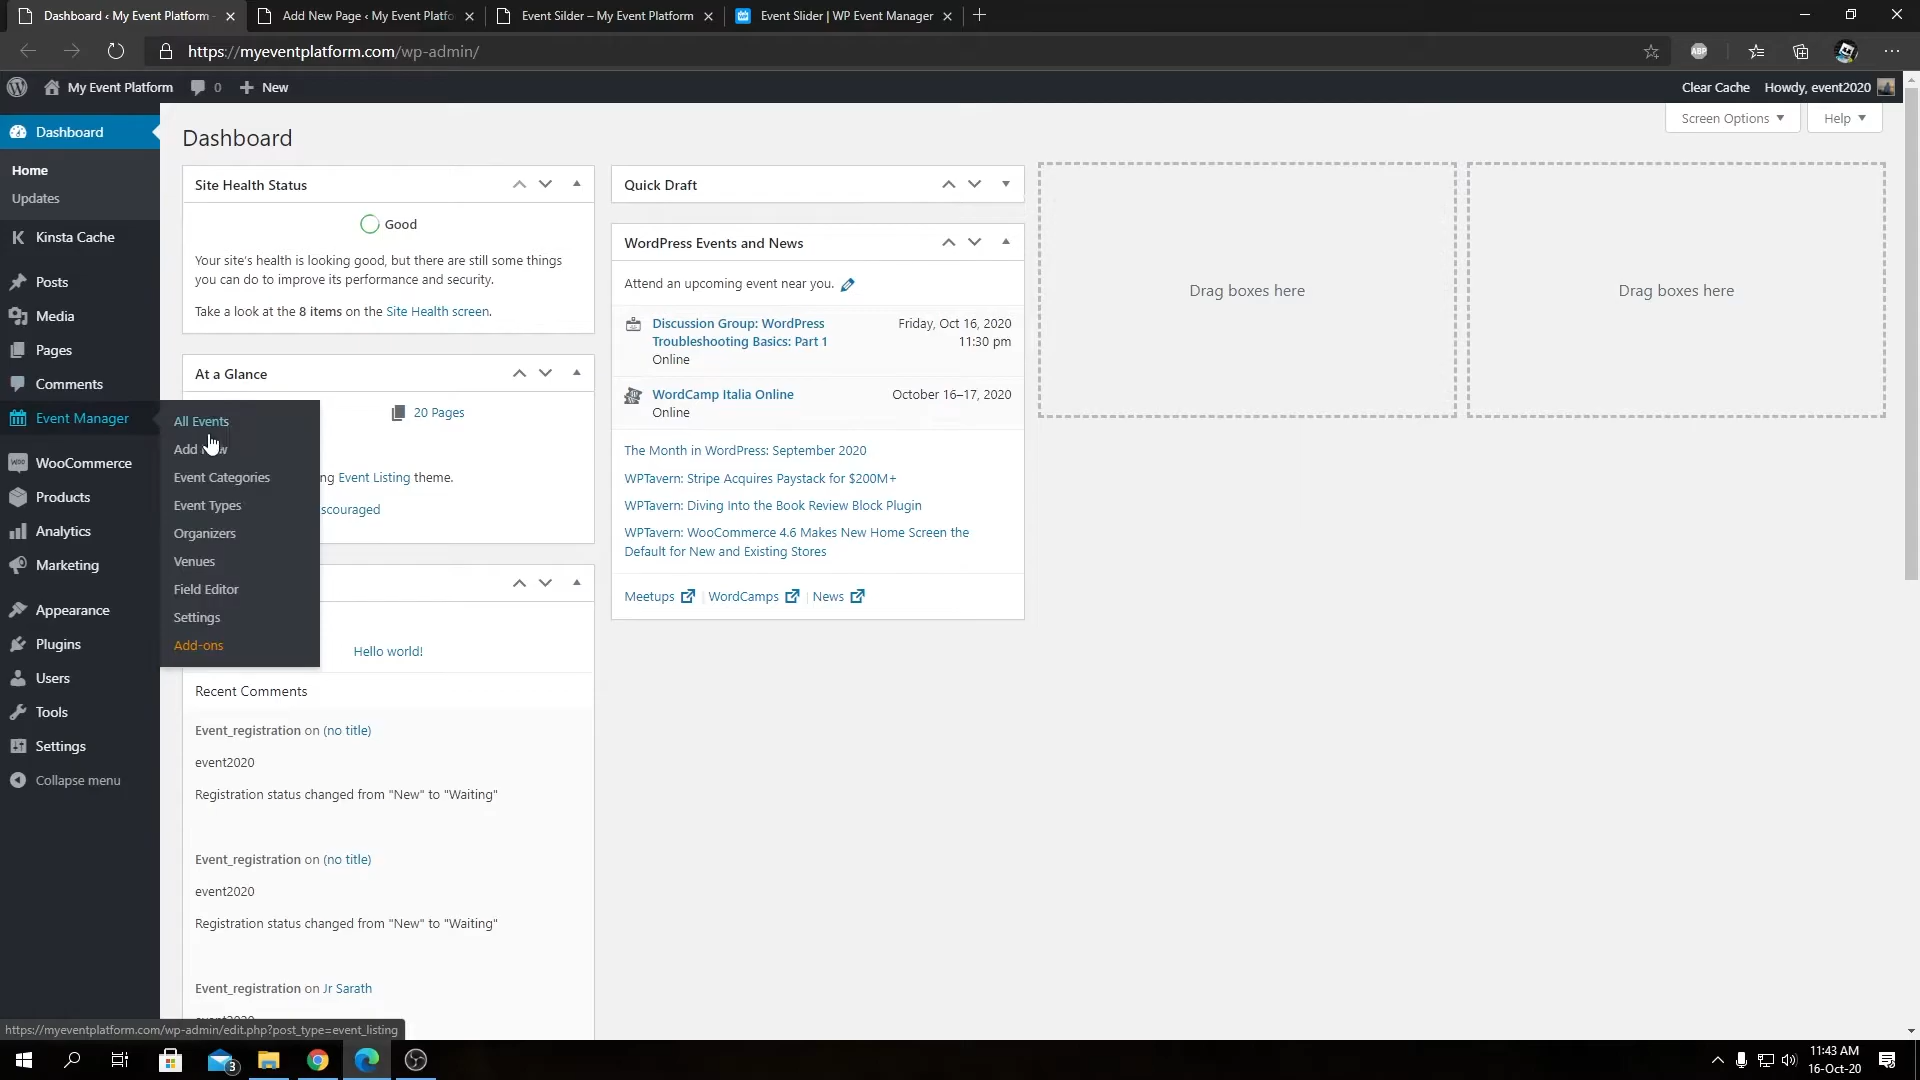 Dashboard ‹ My Event Platform
Add New Page ‹ My Event Platfo
Event Silder – My Event Platform
Event Slider | WP Event Manager
https://myeventplatform.com/wp-admin/
ABP
My Event Platform
0
New
Clear Cache
Howdy, event2020
Dashboard
Home
Updates
Kinsta Cache
Posts
Media
Pages
Comments
Event Manager
WooCommerce
Products
Analytics
Marketing
Appearance
Plugins
Users
Tools
Settings
Collapse menu
All Events
Add
Event Categories
Event Types
Organizers
Venues
Field Editor
Settings
Add-ons
Dashboard
Screen Options
Help
Site Health Status
Good
Your site's health is looking good, but there are still some things
you can do to improve its performance and security.
Take a look at the 8 items on the Site Health screen.
At a Glance
20 Pages
ng Event Listing theme.
scouraged
Hello world!
Recent Comments
Event_registration on (no title)
event2020
Registration status changed from "New" to "Waiting"
Event_registration on (no title)
event2020
Registration status changed from "New" to "Waiting"
Event_registration on Jr Sarath
Quick Draft
WordPress Events and News
Attend an upcoming event near you.
Discussion Group: WordPress
Troubleshooting Basics: Part 1
Online
Friday, Oct 16, 2020
11:30 pm
WordCamp Italia Online
Online
October 16–17, 2020
The Month in WordPress: September 2020
WPTavern: Stripe Acquires Paystack for $200M+
WPTavern: Diving Into the Book Review Block Plugin
WPTavern: WooCommerce 4.6 Makes New Home Screen the
Default for New and Existing Stores
Meetups | WordCamps | News
Drag boxes here
Drag boxes here
https://myeventplatform.com/wp-admin/edit.php?post_type=event_listing
3
11:43 AM
16-Oct-20